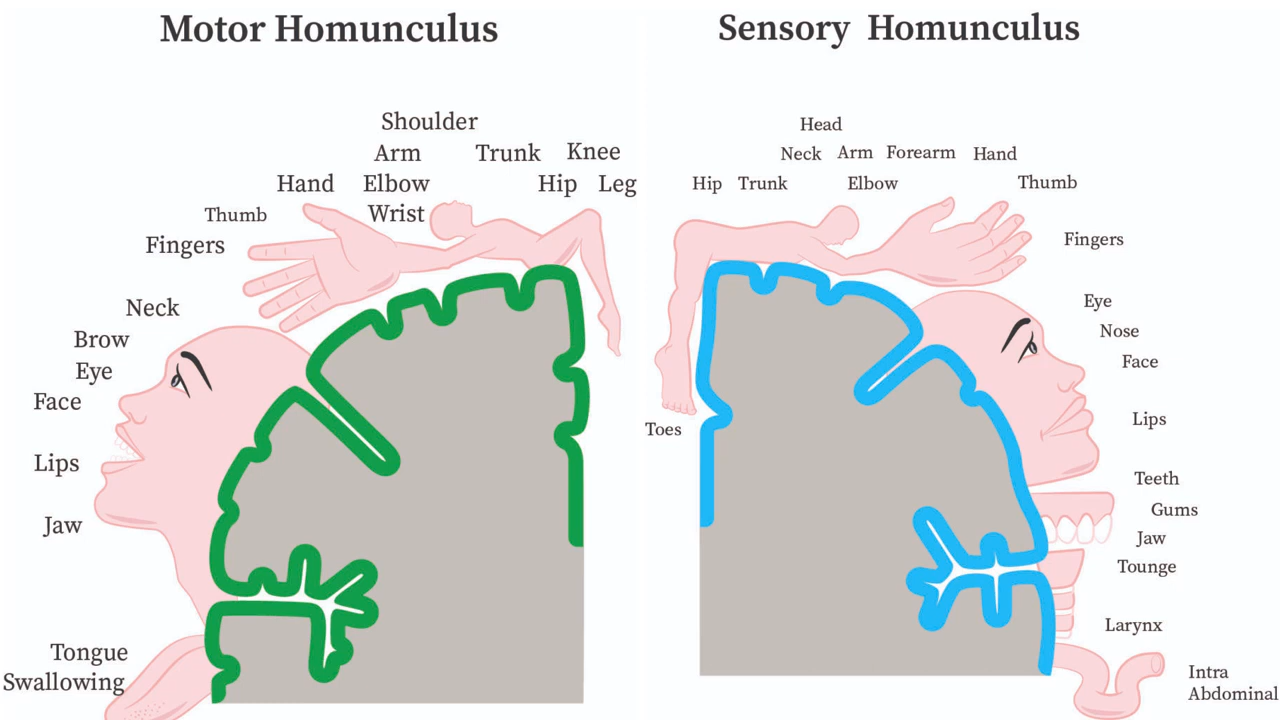 Motor Homunculus
Shoulder
Arm
Trunk
Knee
Hand
Elbow
Hip
Leg
Thumb
Wrist
Fingers
Neck
Brow
Eye
Face
Lips
Jaw
Tongue
Swallowing
Sensory Homunculus
Head
Neck
Arm
Forearm
Hand
Hip
Trunk
Elbow
Thumb
Fingers
Eye
Nose
Face
Toes
Lips
Teeth
Gums
Jaw
Tounge
Larynx
Intra
Abdominal